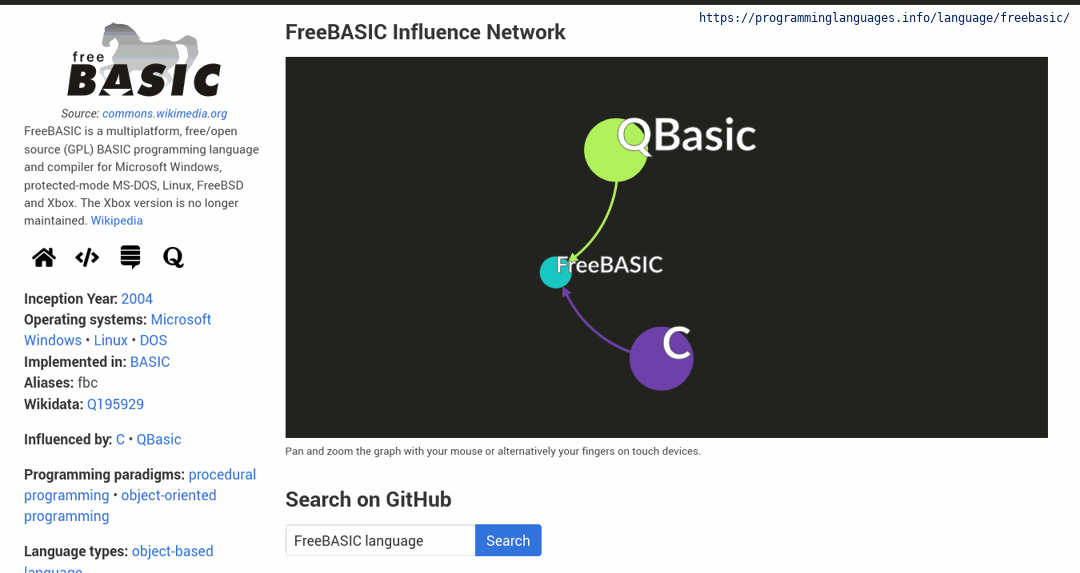 https://programminglanguages.info/language/freebasic/
free
BASIC
Source: commons.wikimedia.org
FreeBASIC is a multiplatform, free/open
source (GPL) BASIC programming language
and compiler for Microsoft Windows,
protected-mode MS-DOS, Linux, FreeBSD
and Xbox. The Xbox version is no longer
maintained. Wikipedia
Inception Year: 2004
Operating systems: Microsoft
Windows • Linux • DOS
Implemented in: BASIC
Aliases: fbc
Wikidata: Q195929
Influenced by: C • QBasic
Programming paradigms: procedural
programming • object-oriented
programming
Language types: object-based
language
FreeBASIC Influence Network
QBasic
FreeBASIC
C
Pan and zoom the graph with your mouse or alternatively your fingers on touch devices.
Search on GitHub
FreeBASIC language
Search